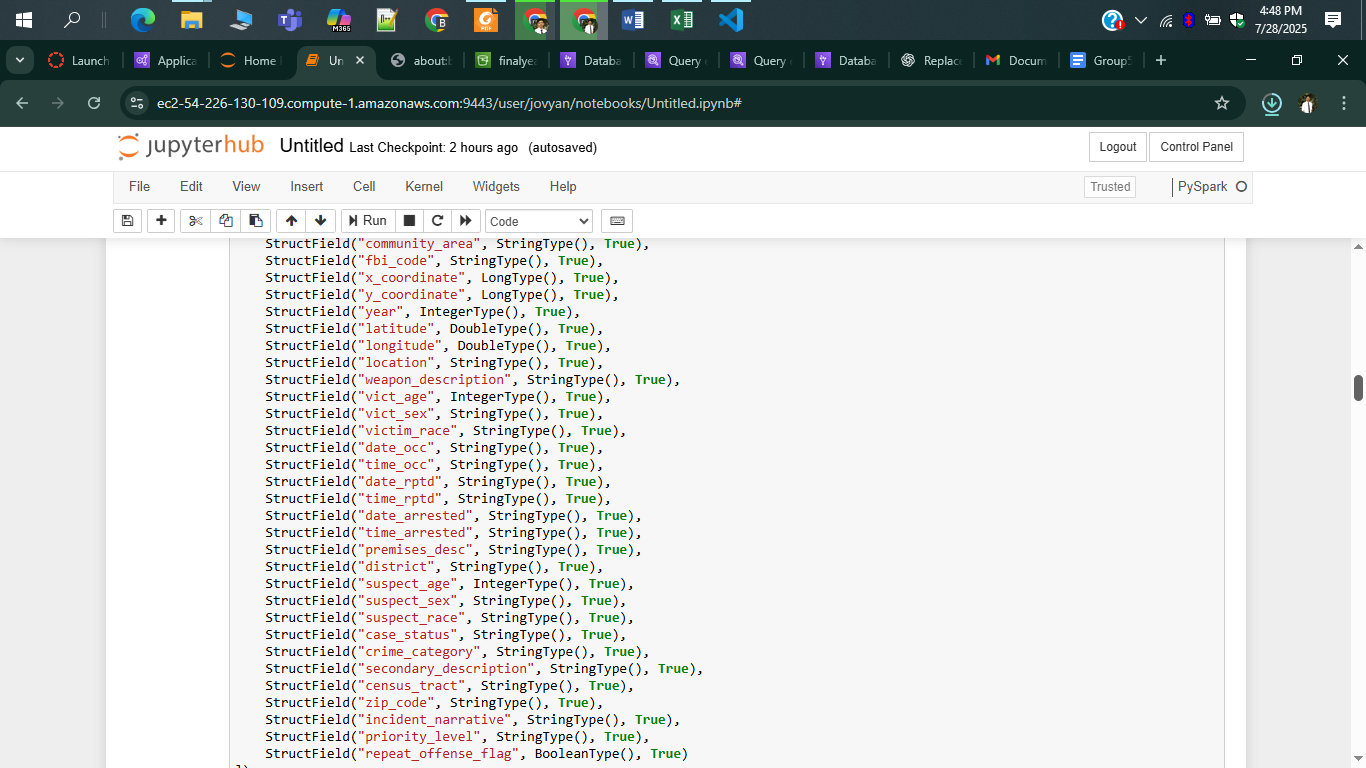 M365
4:48 PM
7/28/2025
Launch
Applica
Home
Un
about:b
finalyea
Databa
Query
Query
Databa
Replac
Docum
GroupS
ec2-54-226-130-109.compute-1.amazonaws.com:9443/user/jovyan/notebooks/Untitled.ipynb#
jupyterhub Untitled Last Checkpoint: 2 hours ago (autosaved)
Logout
Control Panel
File Edit View Insert Cell Kernel Widgets Help
Trusted
PySpark
Run
Code
StructField("community_area", StringType(), True),
StructField("fbi_code", StringType(), True),
StructField("x_coordinate", LongType(), True),
StructField("y_coordinate", LongType(), True),
StructField("year", IntegerType(), True),
StructField("latitude", DoubleType(), True),
StructField("longitude", DoubleType(), True),
StructField("location", StringType(), True),
StructField("weapon_description", StringType(), True),
StructField("vict_age", IntegerType(), True),
StructField("vict_sex", StringType(), True),
StructField("victim_race", StringType(), True),
StructField("date_occ", StringType(), True),
StructField("time_occ", StringType(), True),
StructField("date_rptd", StringType(), True),
StructField("time_rptd", StringType(), True),
StructField("date_arrested", StringType(), True),
StructField("time_arrested", StringType(), True),
StructField("premises_desc", StringType(), True),
StructField("district", StringType(), True),
StructField("suspect_age", IntegerType(), True),
StructField("suspect_sex", StringType(), True),
StructField("suspect_race", StringType(), True),
StructField("case_status", StringType(), True),
StructField("crime_category", StringType(), True),
StructField("secondary_description", StringType(), True),
StructField("census_tract", StringType(), True),
StructField("zip_code", StringType(), True),
StructField("incident_narrative", StringType(), True),
StructField("priority_level", StringType(), True),
StructField("repeat_offense_flag", BooleanType(), True)